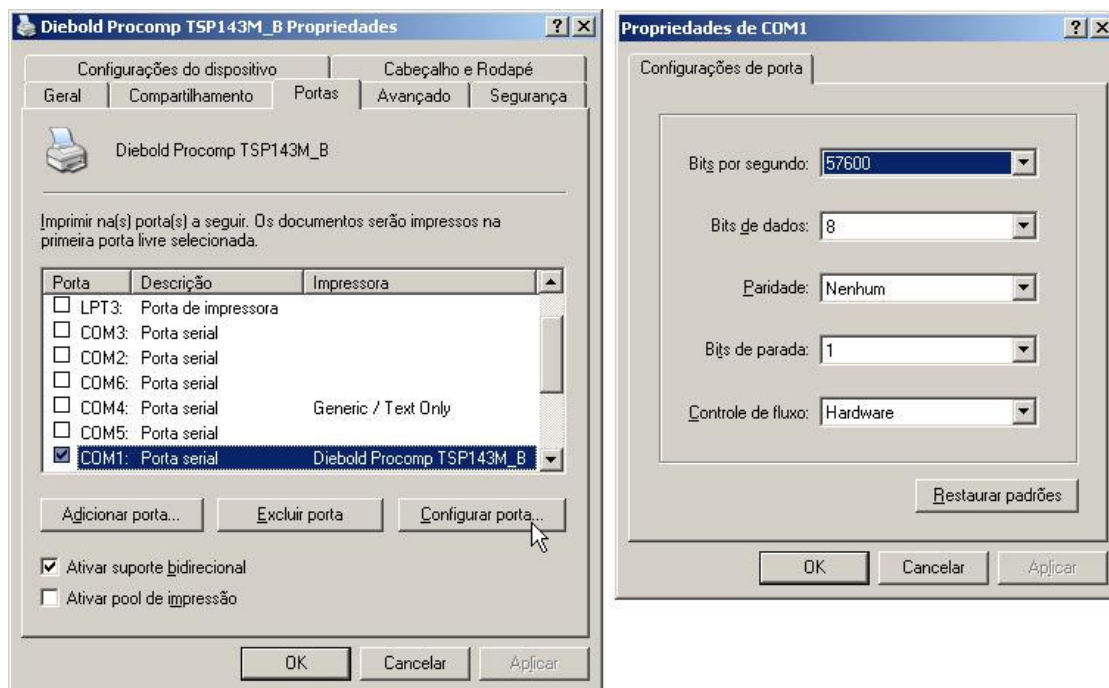 Diebold Procomp TSP143M_B Propriedades
Configurações do dispositivo Cabeçalho e Rodapé
Geral Compartilhamento Portas Avançado Segurança
Diebold Procomp TSP143M_B
Imprimir na(s) porta(s) a seguir. Os documentos serão impressos na
primeira porta livre selecionada.
Porta Descrição Impressora
LPT3: Porta de impressora
COM3: Porta serial
COM2: Porta serial
COM6: Porta serial
COM4: Porta serial Generic / Text Only
COM5: Porta serial
COM1: Porta serial Diebold Procomp TSP143M_B
Adicionar porta... Excluir porta Configurar porta...
Ativar suporte bidirecional
Ativar pool de impressão
OK Cancelar Aplicar
Propriedades de COM1
Configurações de porta
Bits por segundo: 57600
Bits de dados: 8
Paridade: Nenhum
Bits de parada: 1
Controle de fluxo: Hardware
Restaurar padrões
OK Cancelar Aplicar